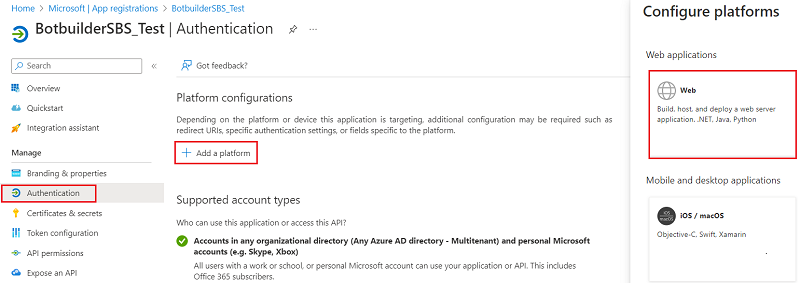 Home > Microsoft | App registrations > BotbuilderSBS_Test >
BotbuilderSBS_Test | Authentication
Search
«
Overview
Quickstart
Integration assistant
Manage
Branding & properties
Authentication
Certificates & secrets
Token configuration
API permissions
Expose an API
Got feedback?
Platform configurations
Depending on the platform or device this application is targeting, additional configuration may be required such as
redirect URIs, specific authentication settings, or fields specific to the platform.
+ Add a platform
Supported account types
Who can use this application or access this API?
Accounts in any organizational directory (Any Azure AD directory - Multitenant) and personal Microsoft
accounts (e.g. Skype, Xbox)
All users with a work or school, or personal Microsoft account can use your application or API. This includes
Office 365 subscribers.
Configure platforms
Web applications
Web
Build, host, and deploy a web server
application. .NET, Java, Python
Mobile and desktop applications
iOS / macOS
Objective-C, Swift, Xamarin